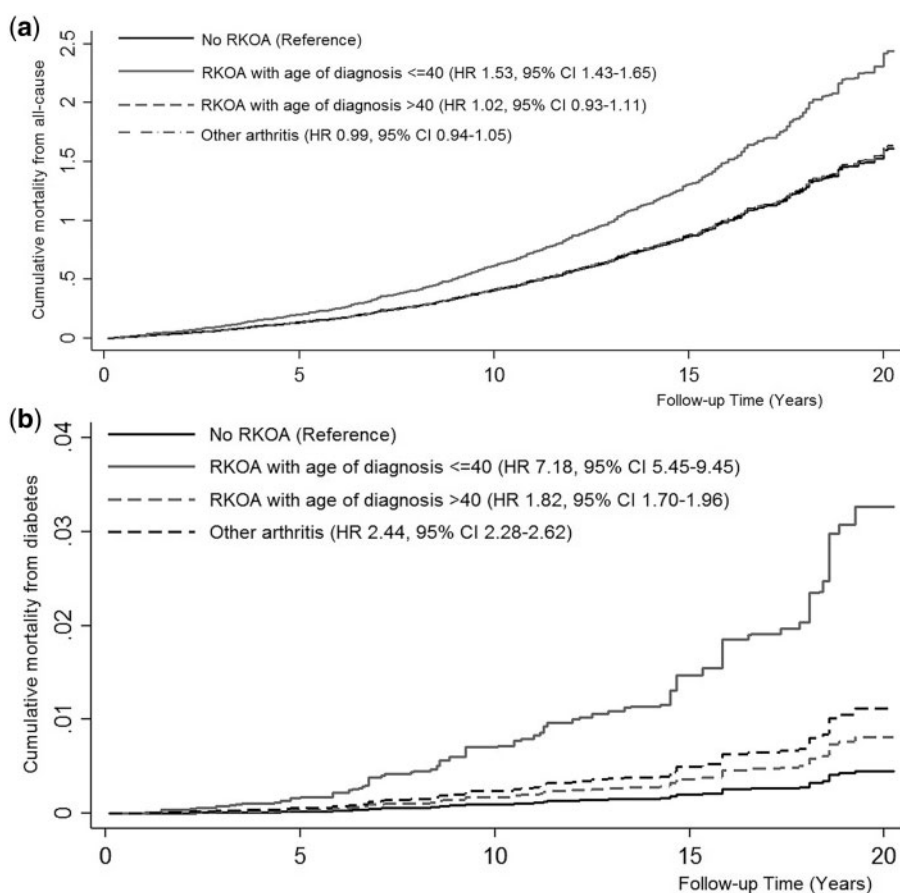 (a)
No RKOA (Reference)
RKOA with age of diagnosis <=40 (HR 1.53, 95% CI 1.43-1.65)
RKOA with age of diagnosis >40 (HR 1.02, 95% CI 0.93-1.11)
Other arthritis (HR 0.99, 95% CI 0.94-1.05)
Cumulative mortality from all-cause
2.5
2
1.5
1
.5
0
0 5 10 15 20
Follow-up Time (Years)
(b)
No RKOA (Reference)
RKOA with age of diagnosis <=40 (HR 7.18, 95% CI 5.45-9.45)
RKOA with age of diagnosis >40 (HR 1.82, 95% CI 1.70-1.96)
Other arthritis (HR 2.44, 95% CI 2.28-2.62)
Cumulative mortality from diabetes
.04
.03
.02
.01
0
0 5 10 15 20
Follow-up Time (Years)